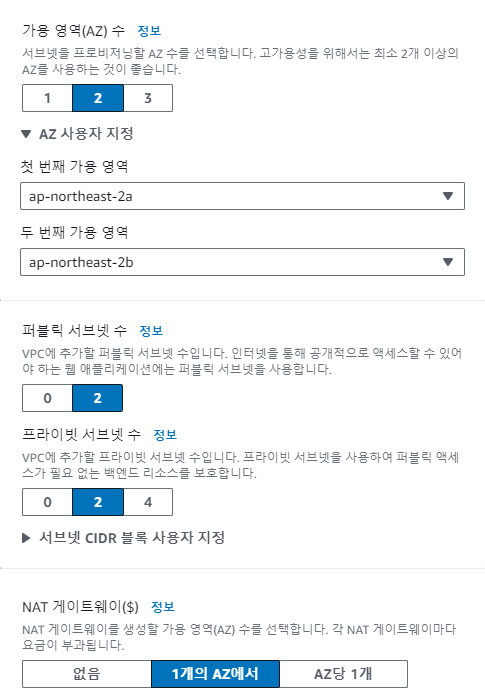 가용 영역(AZ) 수 정보
서브넷을 프로비저닝할 AZ 수를 선택합니다. 고가용성을 위해서는 최소 2개 이상의
AZ를 사용하는 것이 좋습니다.
1 2 3
▼ AZ 사용자 지정
첫 번째 가용 영역
ap-northeast-2a
두 번째 가용 영역
ap-northeast-2b
퍼블릭 서브넷 수 정보
VPC에 추가할 퍼블릭 서브넷 수입니다. 인터넷을 통해 공개적으로 액세스할 수 있어
야 하는 웹 애플리케이션에는 퍼블릭 서브넷을 사용합니다.
0 2
프라이빗 서브넷 수 정보
VPC에 추가할 프라이빗 서브넷 수입니다. 프라이빗 서브넷을 사용하여 퍼블릭 액세
스가 필요 없는 백엔드 리소스를 보호합니다.
0 2 4
▶ 서브넷 CIDR 블록 사용자 지정
NAT 게이트웨이($) 정보
NAT 게이트웨이를 생성할 가용 영역(AZ) 수를 선택합니다. 각 NAT 게이트웨이마다
요금이 부과됩니다.
없음 1개의 AZ에서 AZ당 1개